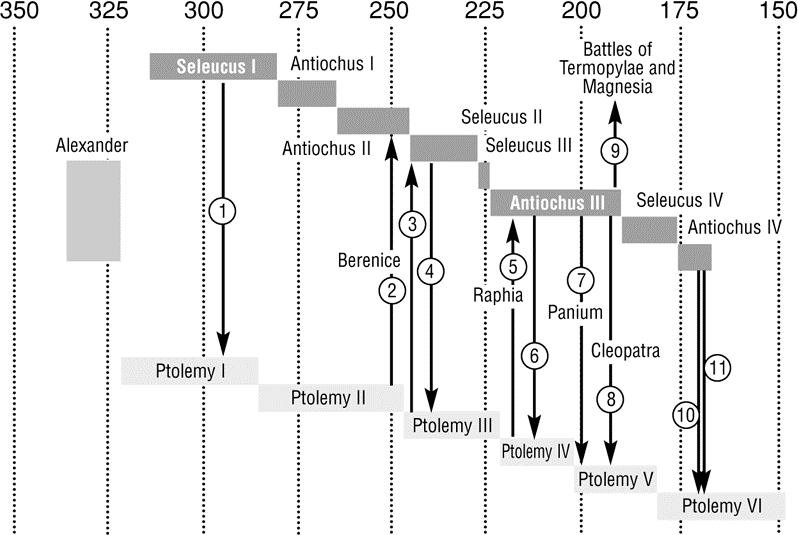 350 325 300 275 250 225 200 175 150
Battles of
Termopylae and
Magnesia
Seleucus I
Antiochus I
Seleucus II
Alexander
Antiochus II
Seleucus III
9
Antiochus III
Seleucus IV
1
3
Antiochus IV
Berenice
4
5
7
2
Raphia
Panium
6
Cleopatra
11
Ptolemy I
8
Ptolemy II
10
Ptolemy III
Ptolemy IV
Ptolemy V
Ptolemy VI